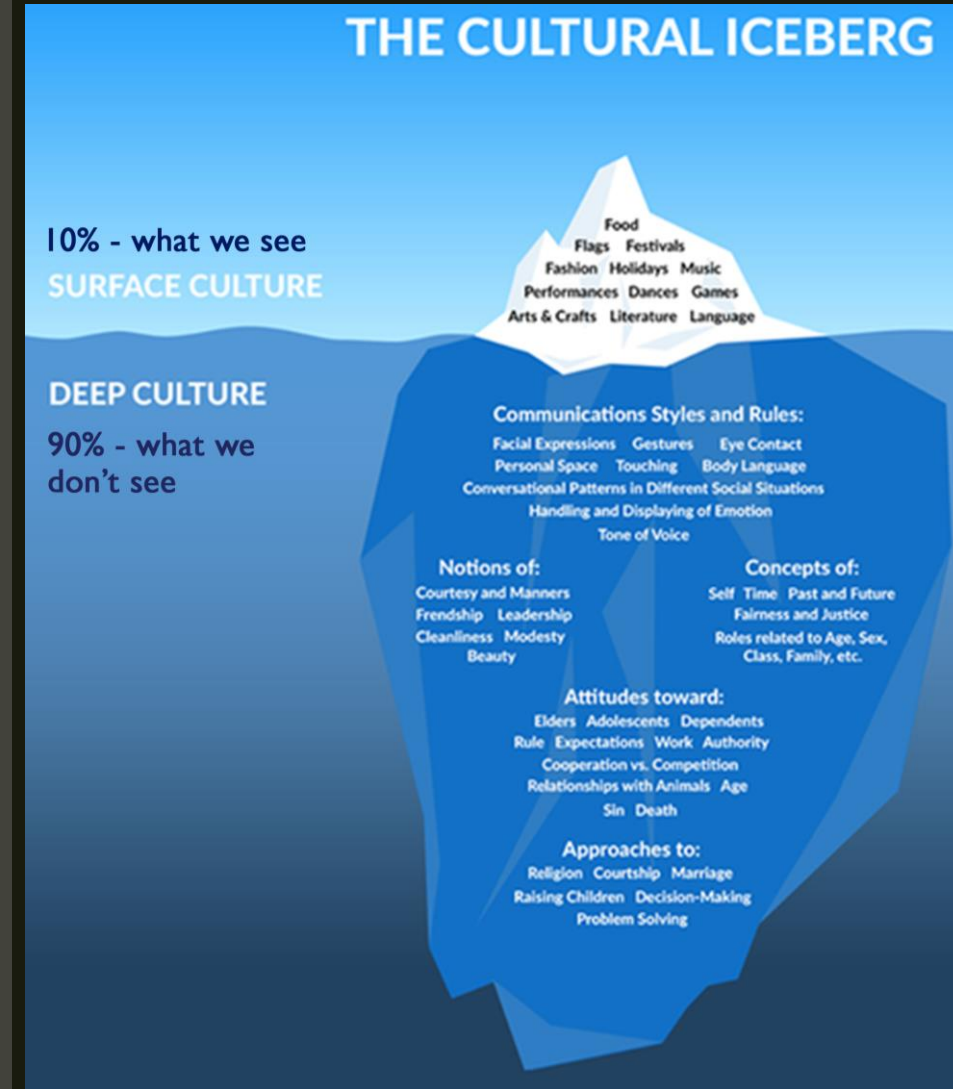 THE CULTURAL ICEBERG
10% - what we see
SURFACE CULTURE
Food
Flags Festivals
Fashion Holidays Music
Performances Dances Games
Arts & Crafts Literature Language
DEEP CULTURE
90% - what we
don't see
Communications Styles and Rules:
Facial Expressions Gestures Eye Contact
Personal Space Touching Body Language
Conversational Patterns in Different Social Situations
Handling and Displaying of Emotion
Tone of Voice
Notions of:
Courtesy and Manners
Frendship Leadership
Cleanliness Modesty
Beauty
Concepts of:
Self Time Past and Future
Fairness and Justice
Roles related to Age, Sex,
Class, Family, etc.
Attitudes toward:
Elders Adolescents Dependents
Rule Expectations Work Authority
Cooperation vs. Competition
Relationships with Animals Age
Sin Death
Approaches to:
Religion Courtship Marriage
Raising Children Decision-Making
Problem Solving